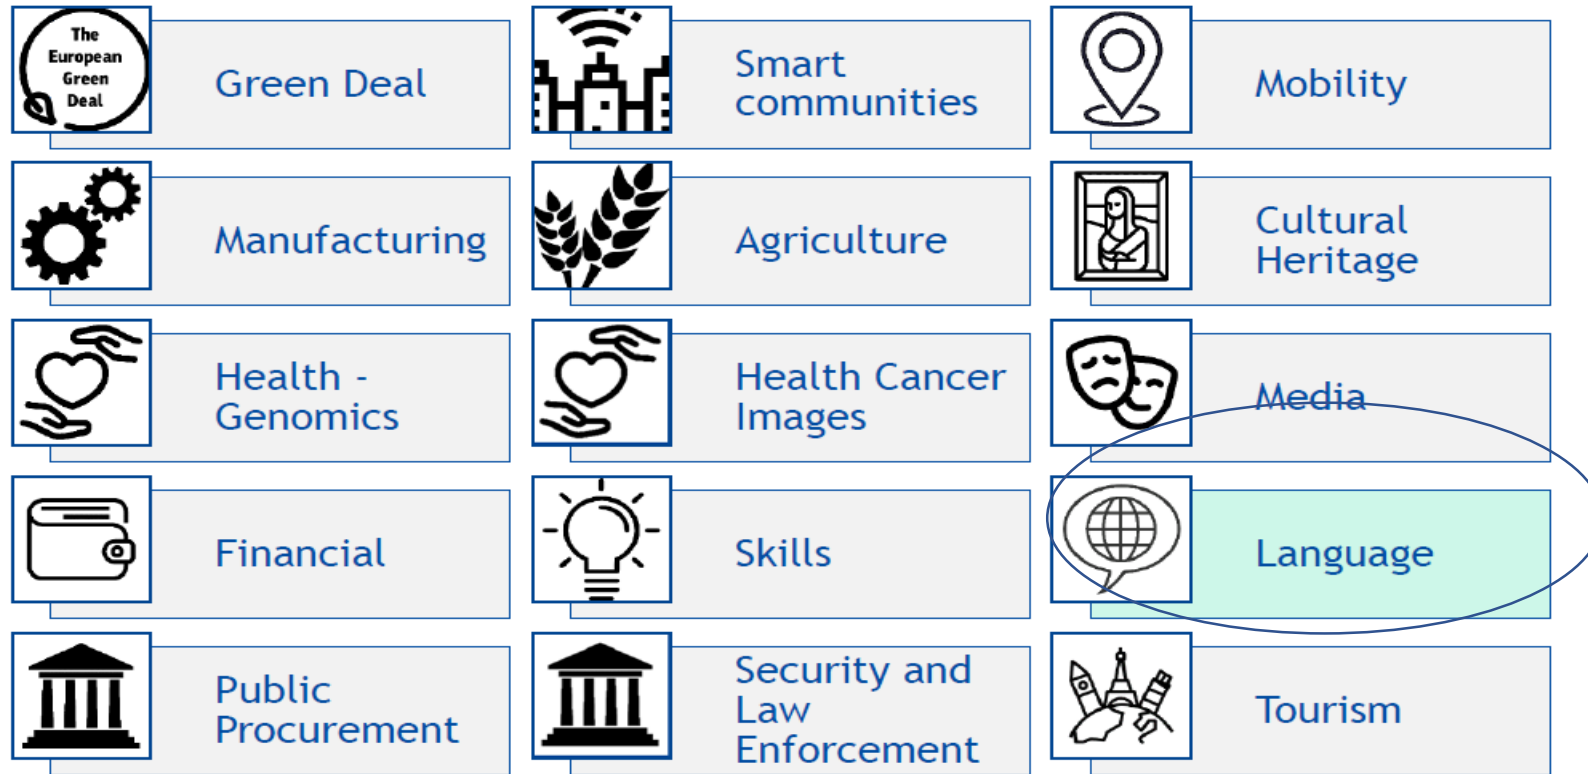 The
European
Green
Deal
Green Deal
Smart
communities
Mobility
Manufacturing
Agriculture
Cultural
Heritage
Health -
Genomics
Health Cancer
Images
Media
Financial
Skills
Language
Public
Procurement
Security and
Law
Enforcement
Tourism